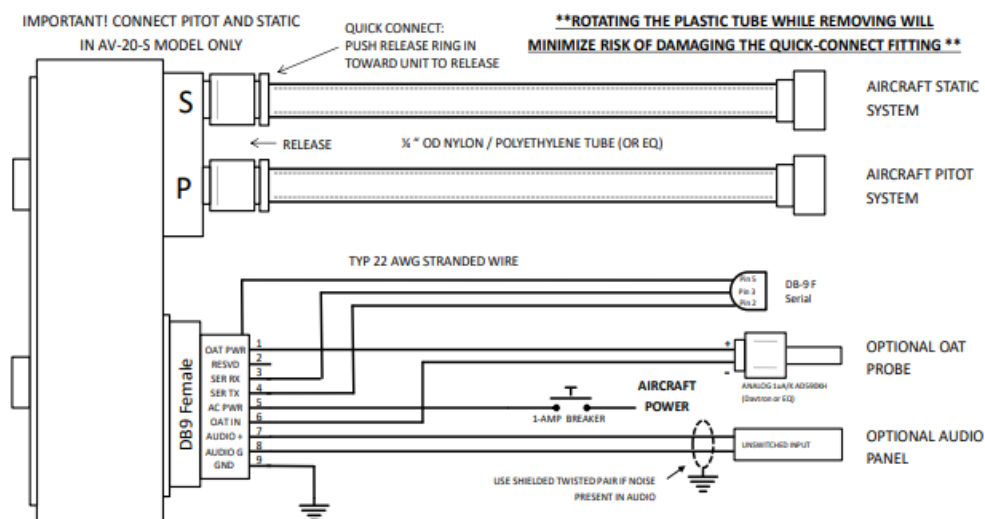 IMPORTANT! CONNECT PITOT AND STATIC
IN AV-20-S MODEL ONLY
QUICK CONNECT:
PUSH RELEASE RING IN
TOWARD UNIT TO RELEASE
**ROTATING THE PLASTIC TUBE WHILE REMOVING WILL
MINIMIZE RISK OF DAMAGING THE QUICK-CONNECT FITTING **
S
AIRCRAFT STATIC
SYSTEM
RELEASE
¼ " OD NYLON / POLYETHYLENE TUBE (OR EQ)
P
AIRCRAFT PITOT
SYSTEM
TYP 22 AWG STRANDED WIRE
Pin 5
Pin 3
Pin 2
DB-9 F
Serial
DB9 Female
OAT PWR 1
RESVD 2
SER RX 3
SER TX 4
AC PWR 5
OAT IN 6
AUDIO + 7
AUDIO G 8
GND 9
+
-
ANALOG 1uA/K AD590KH
(Davtron or EQ)
OPTIONAL OAT
PROBE
1-AMP BREAKER
AIRCRAFT
POWER
UNSWITCHED INPUT
OPTIONAL AUDIO
PANEL
USE SHIELDED TWISTED PAIR IF NOISE
PRESENT IN AUDIO